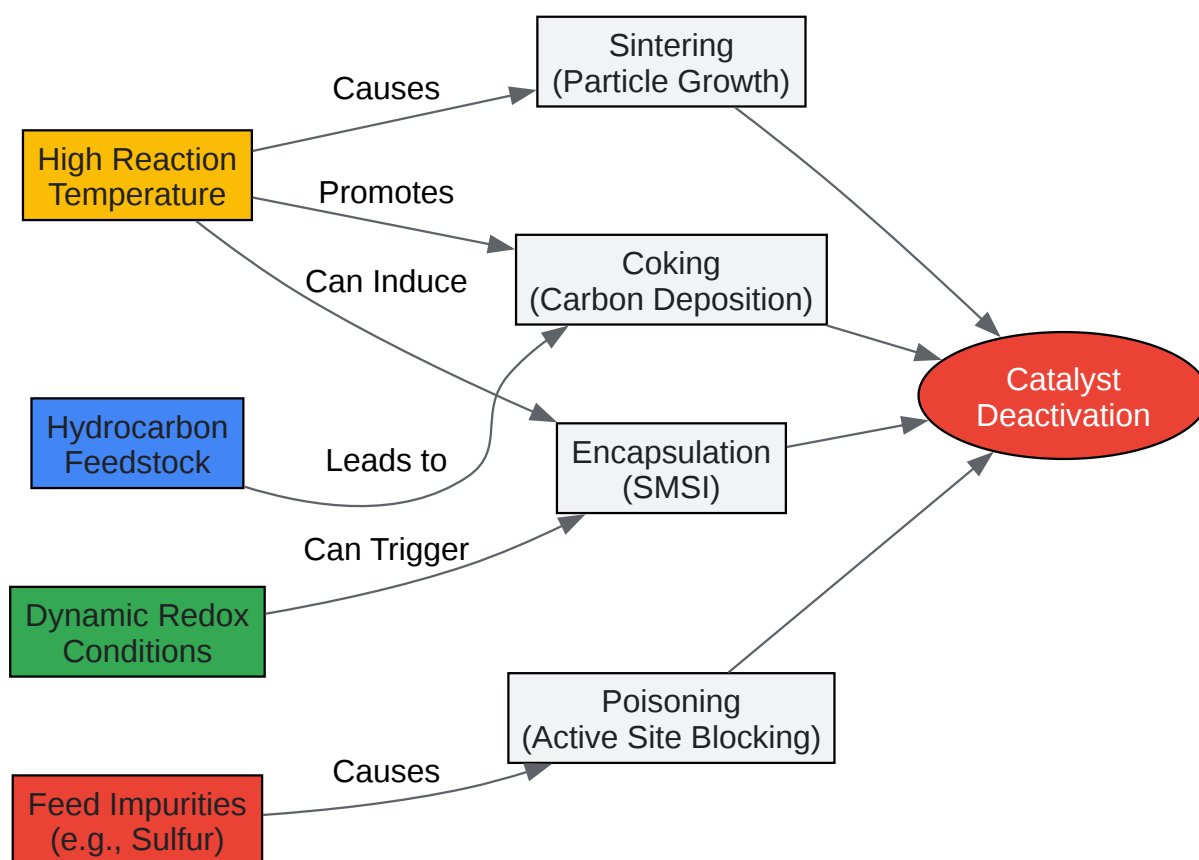 Sintering
(Particle Growth)
Causes
High Reaction
Temperature
Promotes
Coking
(Carbon Deposition)
Can Induce
Catalyst
Deactivation
Hydrocarbon
Feedstock
Leads to
Encapsulation
(SMSI)
Can Trigger
Dynamic Redox
Conditions
Poisoning
(Active Site Blocking)
Causes
Feed Impurities
(e.g., Sulfur)